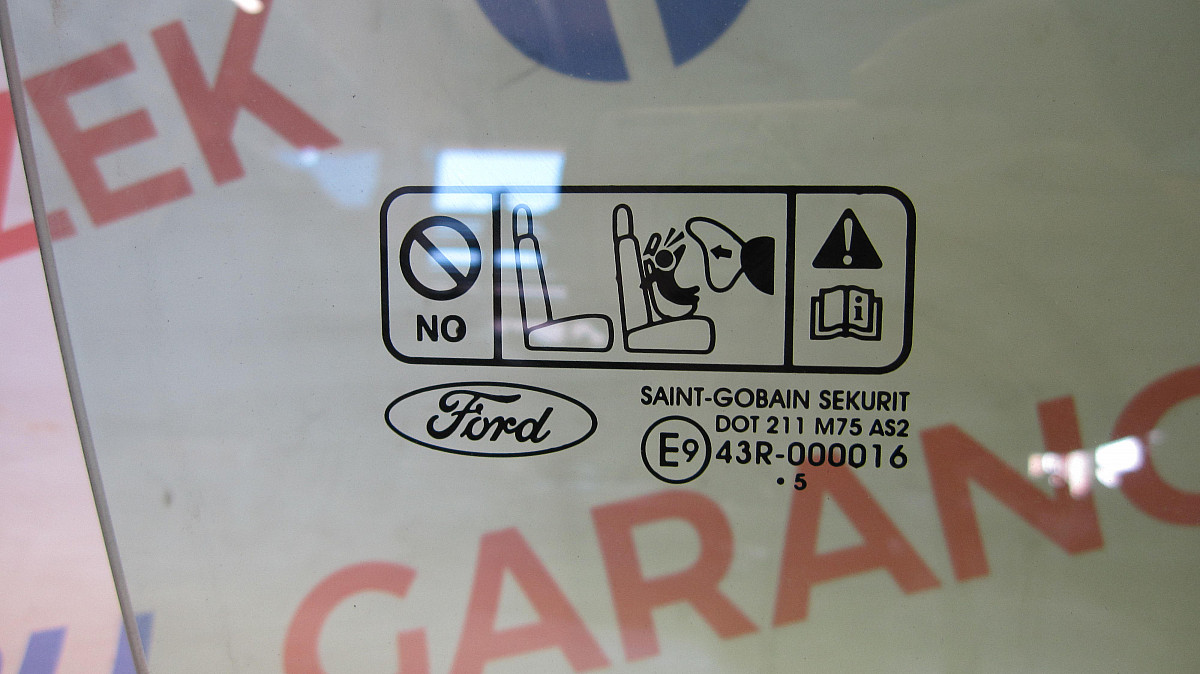 ZEK
NO
i
Ford
SAINT-GOBAIN SEKURIT
DOT 211 M75 AS2
E9 43R-000016
• 5
GARANC